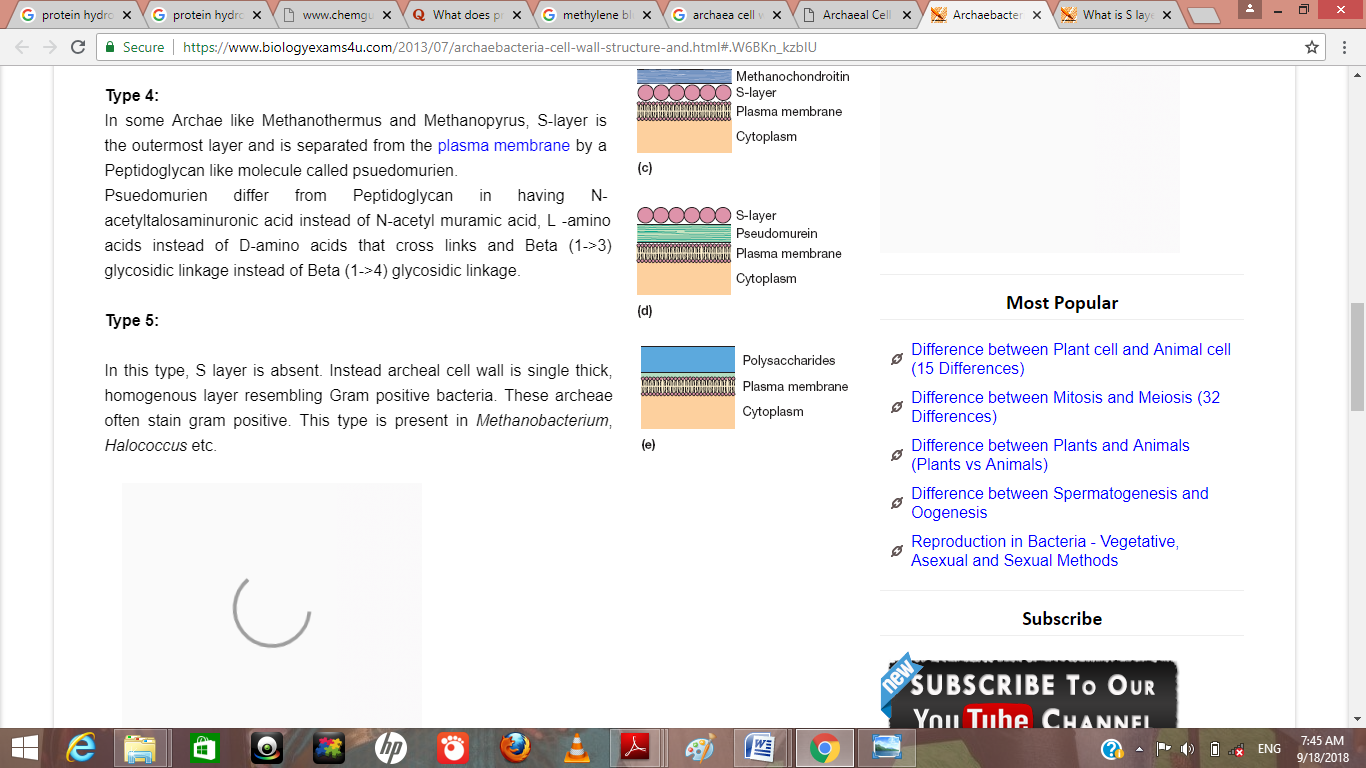 protein hydro
protein hydro
www.chemgu
What does p
methylene bl
archaea cell w
Archaeal Cell
Archaebacter
What is S laye
Secure
https://www.biologyexams4u.com/2013/07/archaebacteria-cell-wall-structure-and.html#.W6BKn_kzbIU
Type 4:
In some Archae like Methanothermus and Methanopyrus, S-layer is
the outermost layer and is separated from the plasma membrane by a
Peptidoglycan like molecule called psuedomurien.
Psuedomurien differ from Peptidoglycan in having N-
acetyltalosaminuronic acid instead of N-acetyl muramic acid, L -amino
acids instead of D-amino acids that cross links and Beta (1->3)
glycosidic linkage instead of Beta (1->4) glycosidic linkage.
Type 5:
In this type, S layer is absent. Instead archeal cell wall is single thick,
homogenous layer resembling Gram positive bacteria. These archeae
often stain gram positive. This type is present in Methanobacterium,
Halococcus etc.
Methanochondroitin
S-layer
Plasma membrane
Cytoplasm
(c)
S-layer
Pseudomurein
Plasma membrane
Cytoplasm
(d)
Polysaccharides
Plasma membrane
Cytoplasm
(e)
Most Popular
Difference between Plant cell and Animal cell
(15 Differences)
Difference between Mitosis and Meiosis (32
Differences)
Difference between Plants and Animals
(Plants vs Animals)
Difference between Spermatogenesis and
Oogenesis
Reproduction in Bacteria - Vegetative,
Asexual and Sexual Methods
Subscribe
new
SUBSCRIBE TO OUR
YouTube CHANNEL
hp
ENG
7:45 AM
9/18/2018